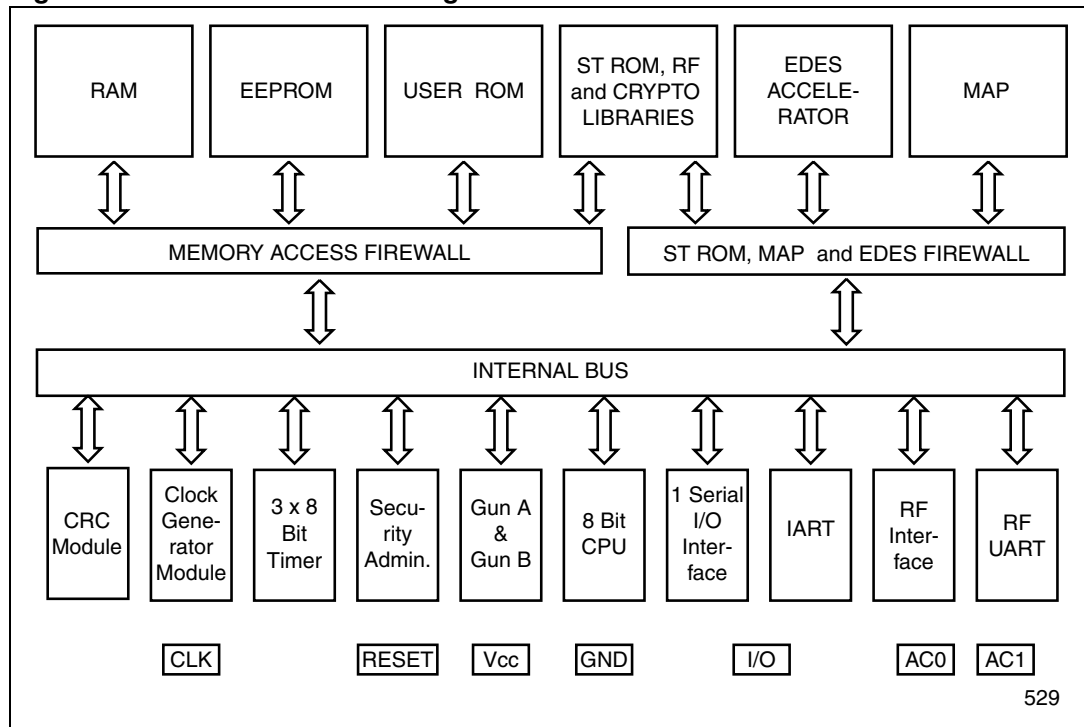 RAM
EEPROM
USER ROM
ST ROM, RF
and CRYPTO
LIBRARIES
EDES
ACCELE-
RATOR
MAP
MEMORY ACCESS FIREWALL
ST ROM, MAP and EDES FIREWALL
INTERNAL BUS
CRC
Module
Clock
Gene-
rator
Module
3 x 8
Bit
Timer
Secu-
rity
Admin.
Gun A
&
Gun B
8 Bit
CPU
1 Serial
I/O
Inter-
face
IART
RF
Inter-
face
RF
UART
CLK
RESET
Vcc
GND
I/O
AC0
AC1
529